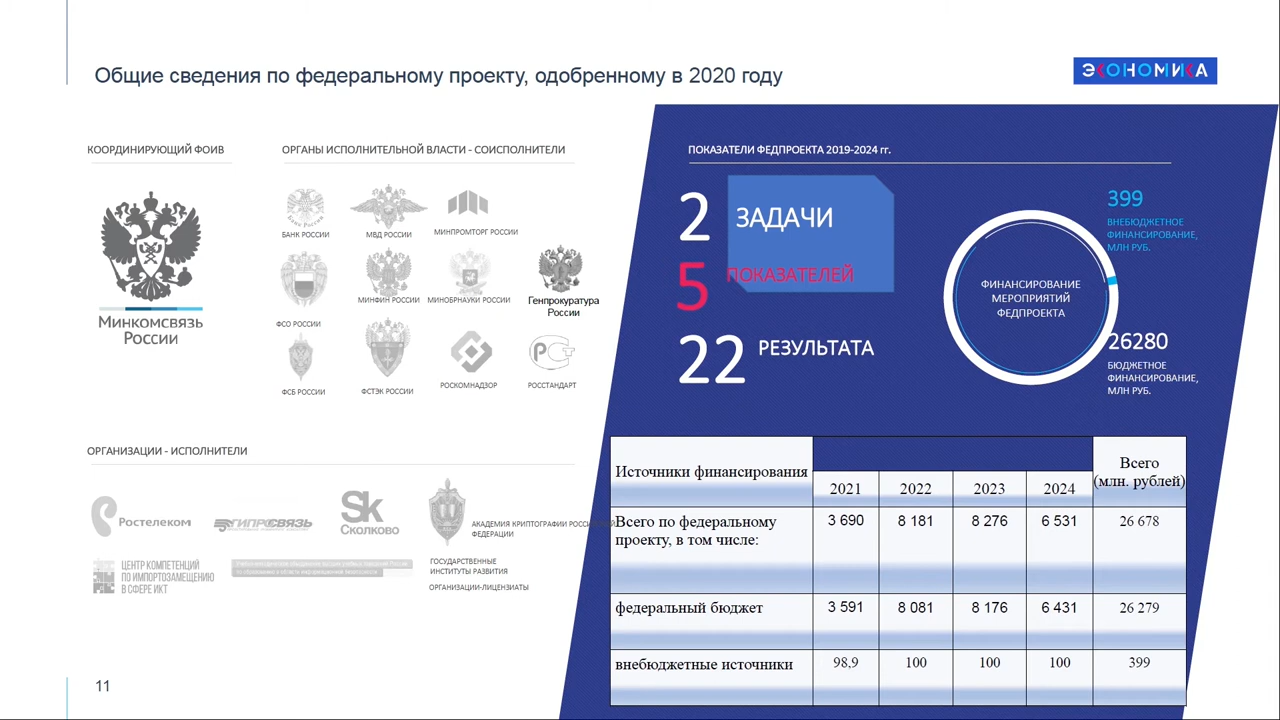 Общие сведения по федеральному проекту, одобренному в 2020 году
ЭКОНОМИКА
КООРДИНИРУЮЩИЙ ФОИВ
Минкомсвязь
России
ОРГАНЫ ИСПОЛНИТЕЛЬНОЙ ВЛАСТИ - СОИСПОЛНИТЕЛИ
БАНК РОССИИ
МВД РОССИИ
МИНПРОМТОРГ РОССИИ
ФСО РОССИИ
МИНФИН РОССИИ
МИНОБРНАУКИ РОССИИ
Генпрокуратура
России
ФСБ РОССИИ
ФСТЭК РОССИИ
РОСКОМНАДЗОР
РОССТАНДАРТ
ОРГАНИЗАЦИИ - ИСПОЛНИТЕЛИ
Ростелеком
ГИПРОСВЯЗЬ
Sk
Сколково
АКАДЕМИЯ КРИПТОГРАФИИ
ФЕДЕРАЦИИ
ЦЕНТР КОМПЕТЕНЦИЙ
ПО ИМПОРТОЗАМЕЩЕНИЮ
В СФЕРЕ ИКТ
ГОСУДАРСТВЕННЫЕ
ИНСТИТУТЫ РАЗВИТИЯ
ОРГАНИЗАЦИИ-ЛИЦЕНЗИАТЫ
ПОКАЗАТЕЛИ ФЕДПРОЕКТА 2019-2024 гг.
2 ЗАДАЧИ
5 ПОКАЗАТЕЛЕЙ
22 РЕЗУЛЬТАТА
ФИНАНСИРОВАНИЕ
МЕРОПРИЯТИЙ
ФЕДПРОЕКТА
399
ВНЕБЮДЖЕТНОЕ
ФИНАНСИРОВАНИЕ,
МЛН РУБ.
26280
БЮДЖЕТНОЕ
ФИНАНСИРОВАНИЕ,
МЛН РУБ.
Источники финансирования 2021 2022 2023 2024 Всего
(млн. рублей)
Всего по федеральному 3 690 8 181 8 276 6 531 26 678
проекту, в том числе:
федеральный бюджет 3 591 8 081 8 176 6 431 26 279
внебюджетные источники 98.9 100 100 100 399
11